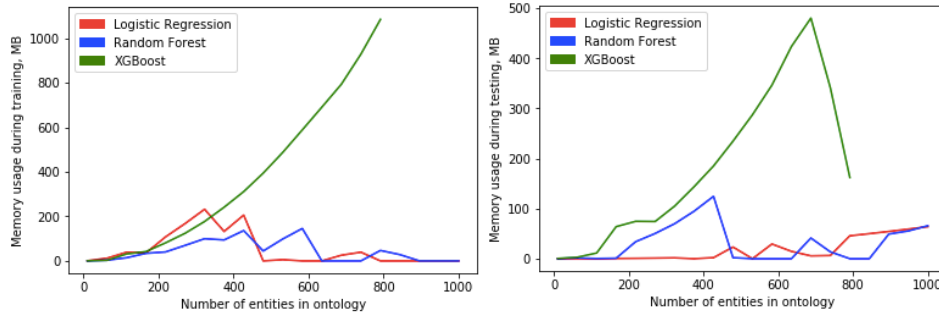 Memory usage during training, MB
1000
800
600
400
200
0
Logistic Regression
Random Forest
XGBoost
0 200 400 600 800 1000
Number of entities in ontology
Memory usage during testing, MB
500
400
300
200
100
0
Logistic Regression
Random Forest
XGBoost
0 200 400 600 800 1000
Number of entities in ontology